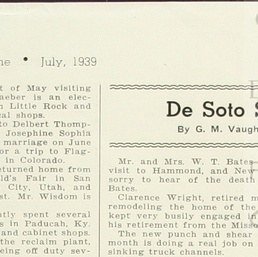 ne • July, 1939
t of May visiting
aeber is an elec-
n Little Rock and
cal shops.
to Delbert Thomp-
Josephine Sophia
marriage on June
or a trip to Flag-
in Colorado.
eturned home from
ld's Fair in San
City, Utah, and
st. Mr. Wisdom is
tly spent several
s in Paducah, Ky.
and cabinet shops.
the reclaim plant,
eing off duty sev-
De Soto S
By G. M. Vaugh
Mr. and Mrs. W. T. Bates
visit to Hammond, and New
sorry to hear of the death
Bates.
Clarence Wright, retired m
remodeling the home of the
kept very busily engaged in
his retirement from the Misso
The new punch and shear
month is doing a real job on
sinking truck channels.